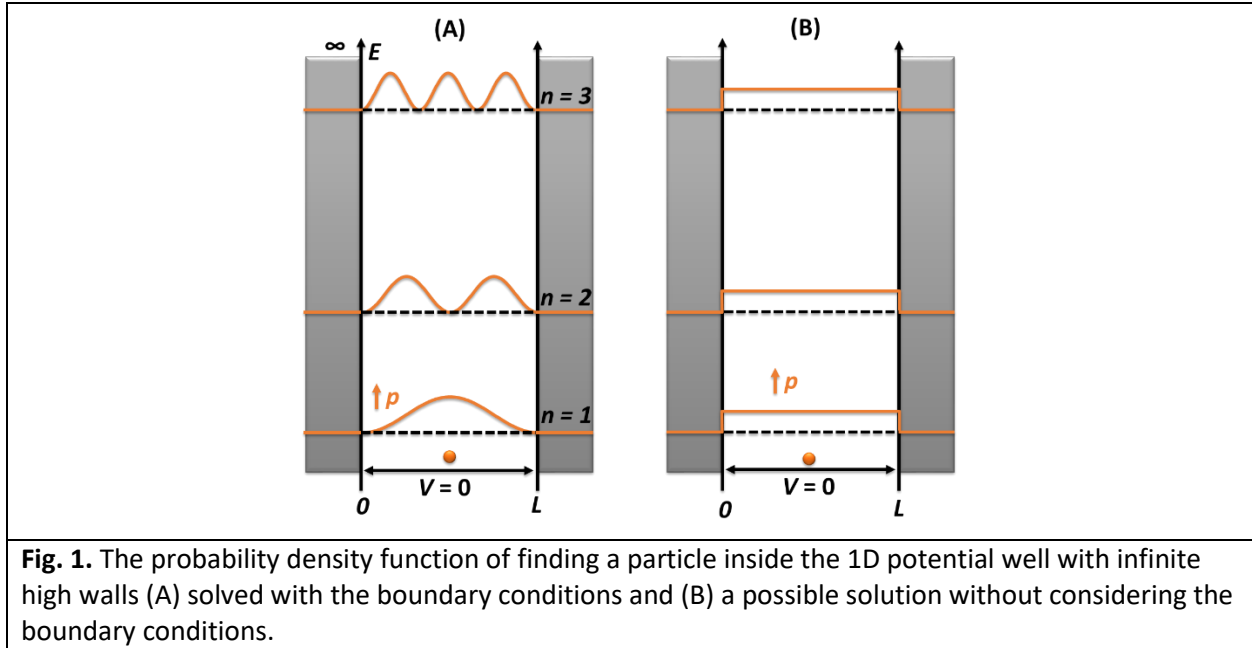 (A)
(B)
∞ E
n = 3
n = 2
p
p
n = 1
V = 0
V = 0
0
L
0
L
Fig. 1. The probability density function of finding a particle inside the 1D potential well with infinite
high walls (A) solved with the boundary conditions and (B) a possible solution without considering the
boundary conditions.